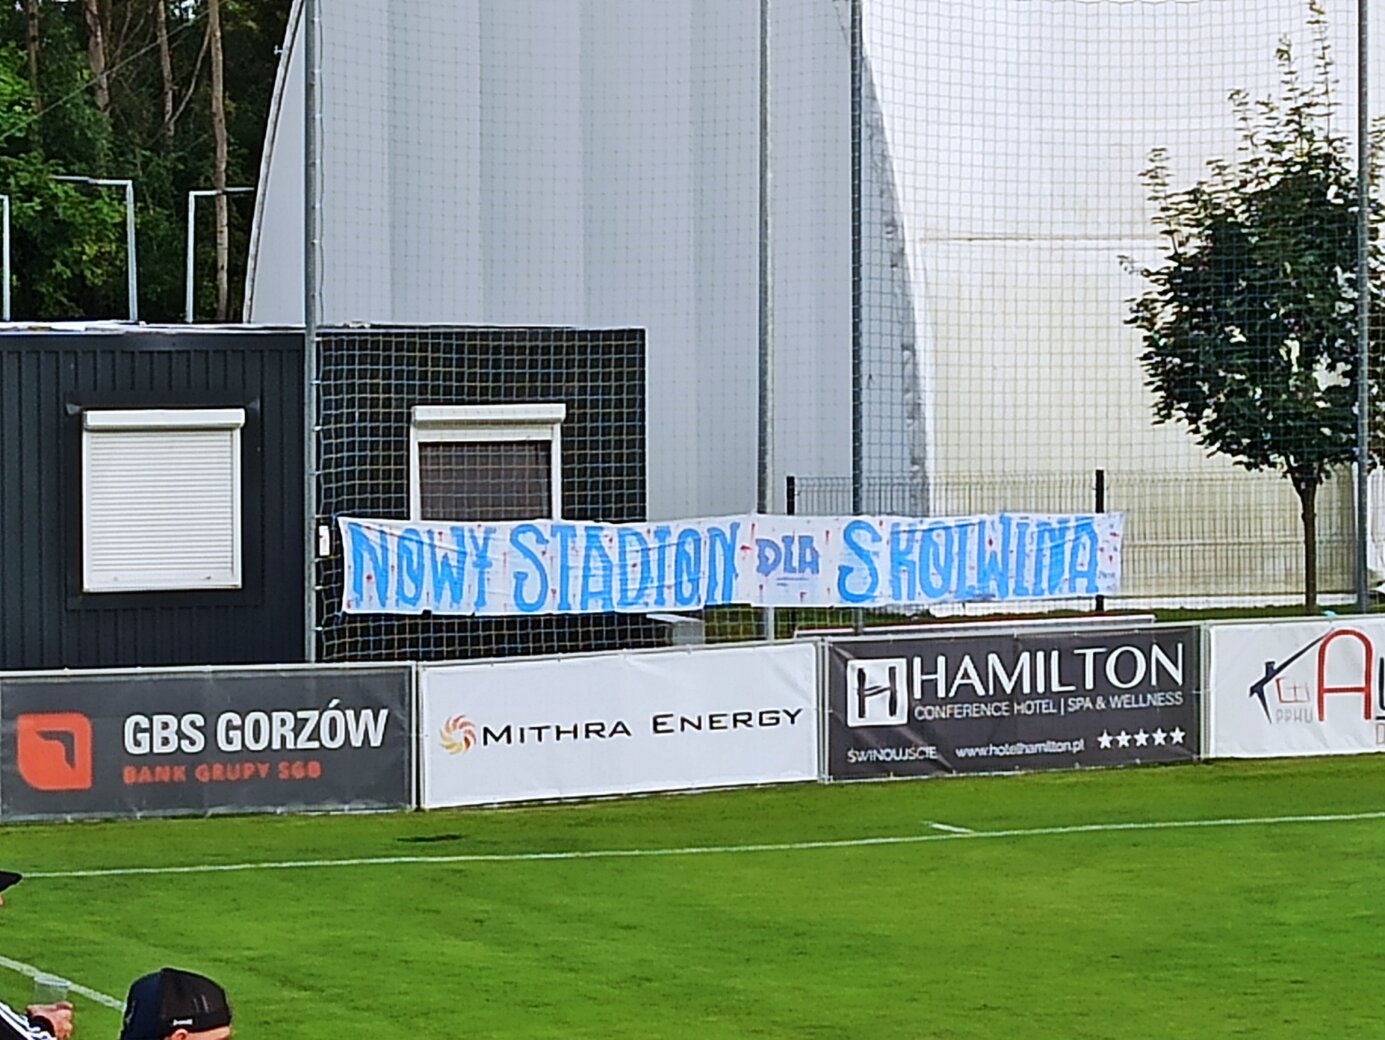 NOWY STADION DLA SKOLWINA
GBS GORZÓW
BANK GRUPY SGB
MITHRA ENERGY
H HAMILTON
CONFERENCE HOTEL | SPA & WELLNESS
ŚWINOUJŚCIE www.hotelhamilton.pl
PPHU